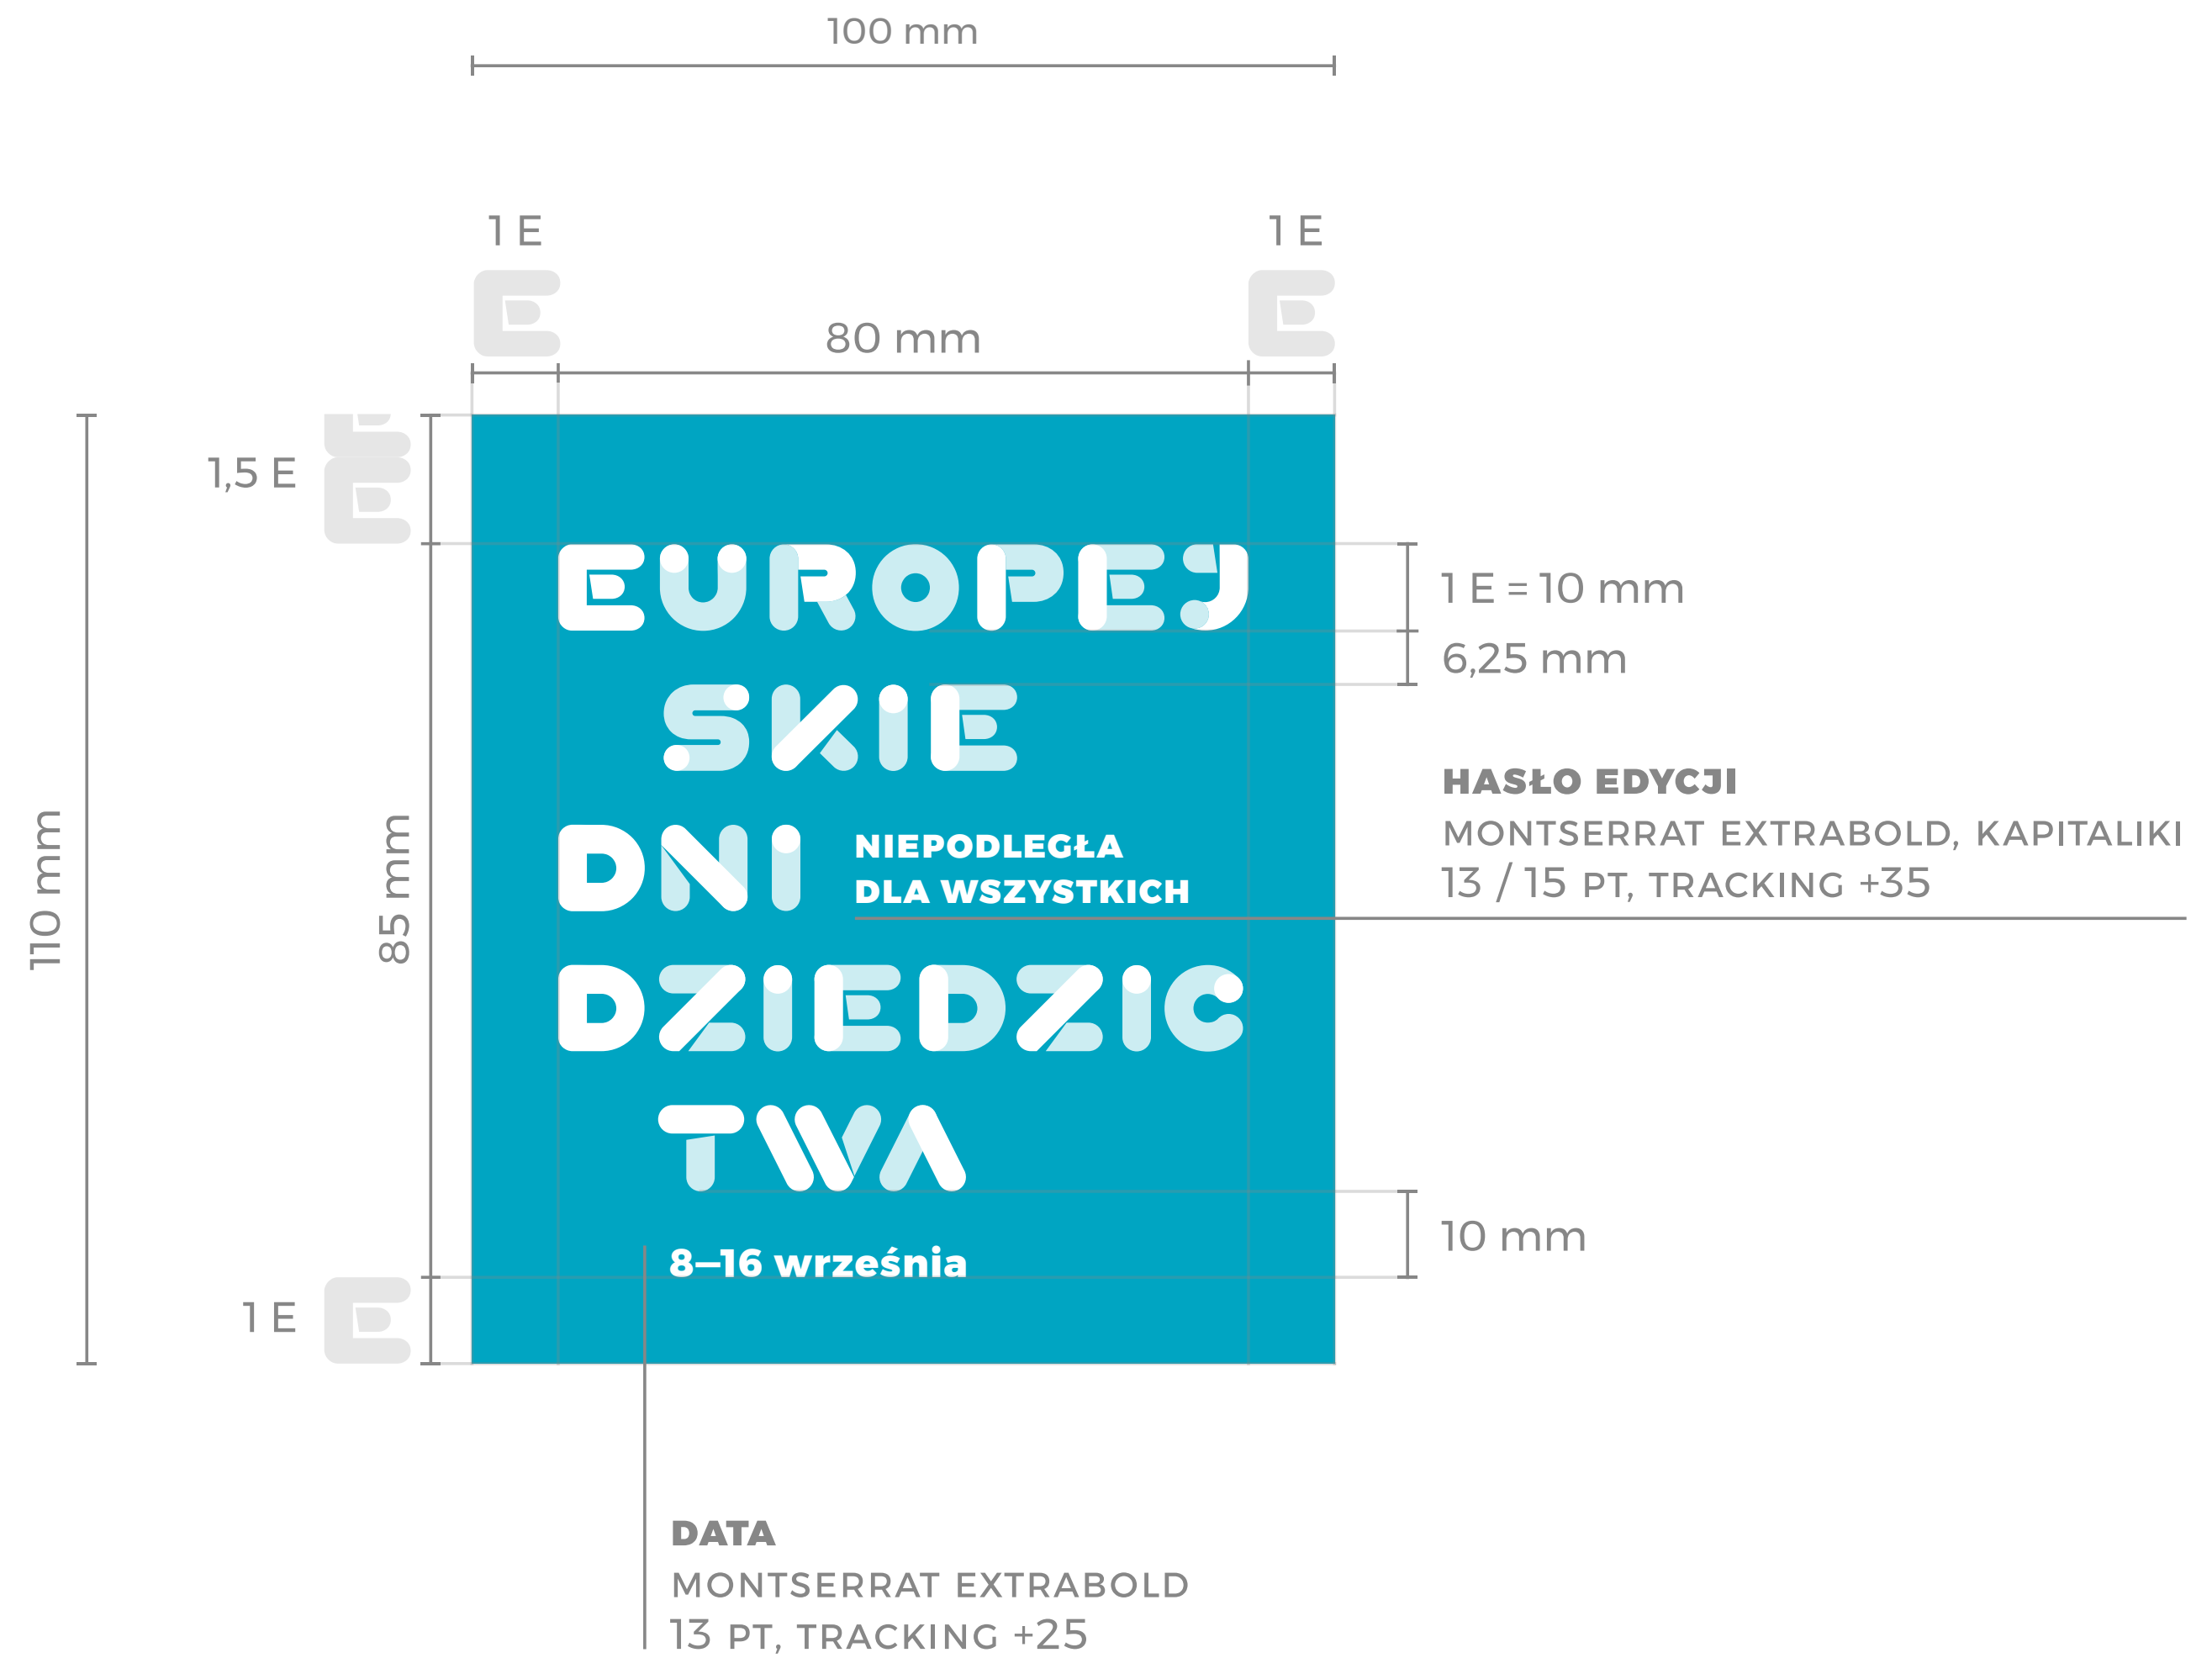 100 mm
1 E
1 E
80 mm
1,5 E
110 mm
85 mm
1 E
EUROPEJ
SKIE
DNI
NIEPODLEGŁA
DLA WSZYSTKICH
DZIEDZIC
TWA
8–16 września
1 E = 10 mm
6,25 mm
HASŁO EDYCJI
MONTSERRAT EXTRABOLD, KAPITALIKI
13 / 15 PT, TRACKING +35
10 mm
DATA
MONTSERRAT EXTRABOLD
13 PT, TRACKING +25
E
E
E
E
E